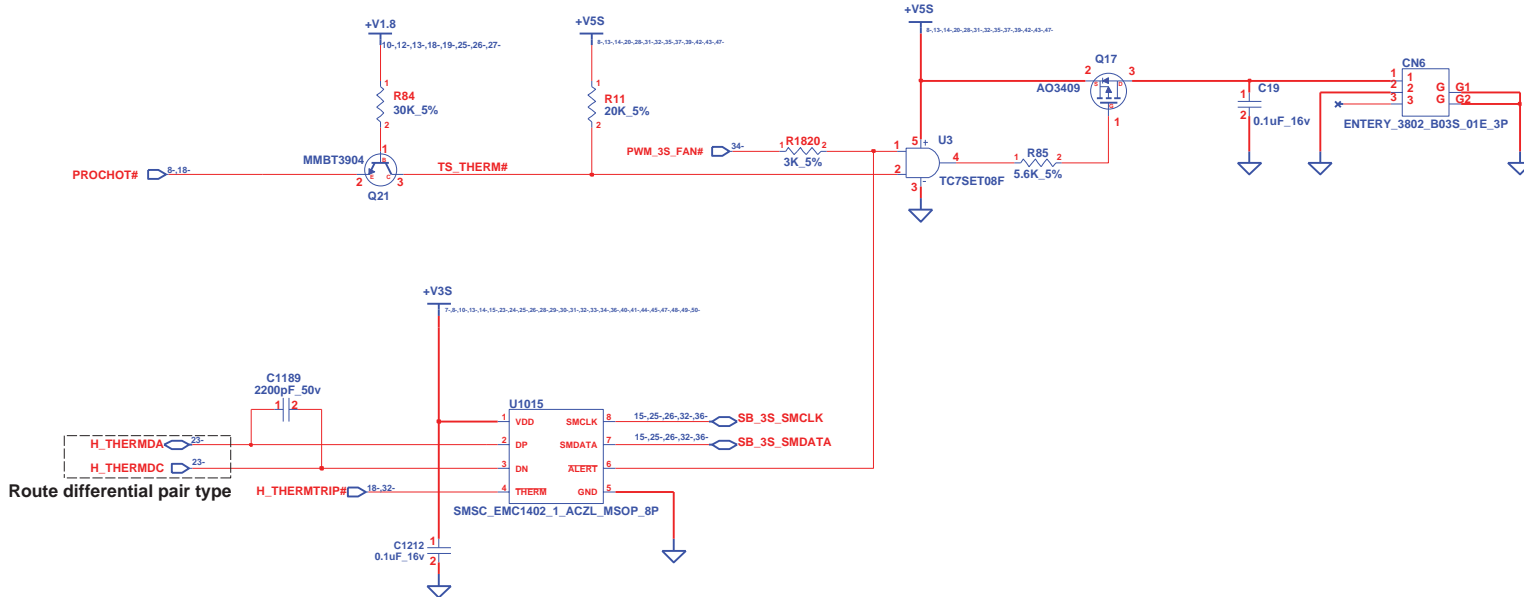 +V1.8
10-,12-,13-,18-,19-,25-,26-,27-
+V5S
8-,13-,14-,20-,28-,31-,32-,35-,37-,39-,42-,43-,47-
+V5S
8-,13-,14-,20-,28-,31-,32-,35-,37-,39-,42-,43-,47-
1
R84
30K_5%
2
1
R11
20K_5%
2
Q17
2
3
AO3409
S
D
G
1
C19
1
2
0.1uF_16v
CN6
1
1
2
2
3
3
G
G1
G
G2
ENTERY_3802_B03S_01E_3P
PROCHOT#
8-,18-
MMBT3904
1
B
E
C
2
3
Q21
TS_THERM#
PWM_3S_FAN#
34-
1
R1820
2
3K_5%
1
2
5
+
U3
4
-
3
TC7SET08F
1
R85
2
5.6K_5%
+V3S
7-,8-,10-,13-,14-,15-,23-,24-,25-,26-,28-,29-,30-,31-,32-,33-,34-,36-,40-,41-,44-,45-,47-,48-,49-,50-
C1189
2200pF_50v
1
2
H_THERMDA
23-
H_THERMDC
23-
Route differential pair type
H_THERMTRIP#
18-,32-
U1015
1
VDD
SMCLK
8
2
DP
SMDATA
7
3
DN
ALERT
6
4
THERM
GND
5
SMSC_EMC1402_1_ACZL_MSOP_8P
15-,25-,26-,32-,36-
SB_3S_SMCLK
15-,25-,26-,32-,36-
SB_3S_SMDATA
C1212
0.1uF_16v
1
2